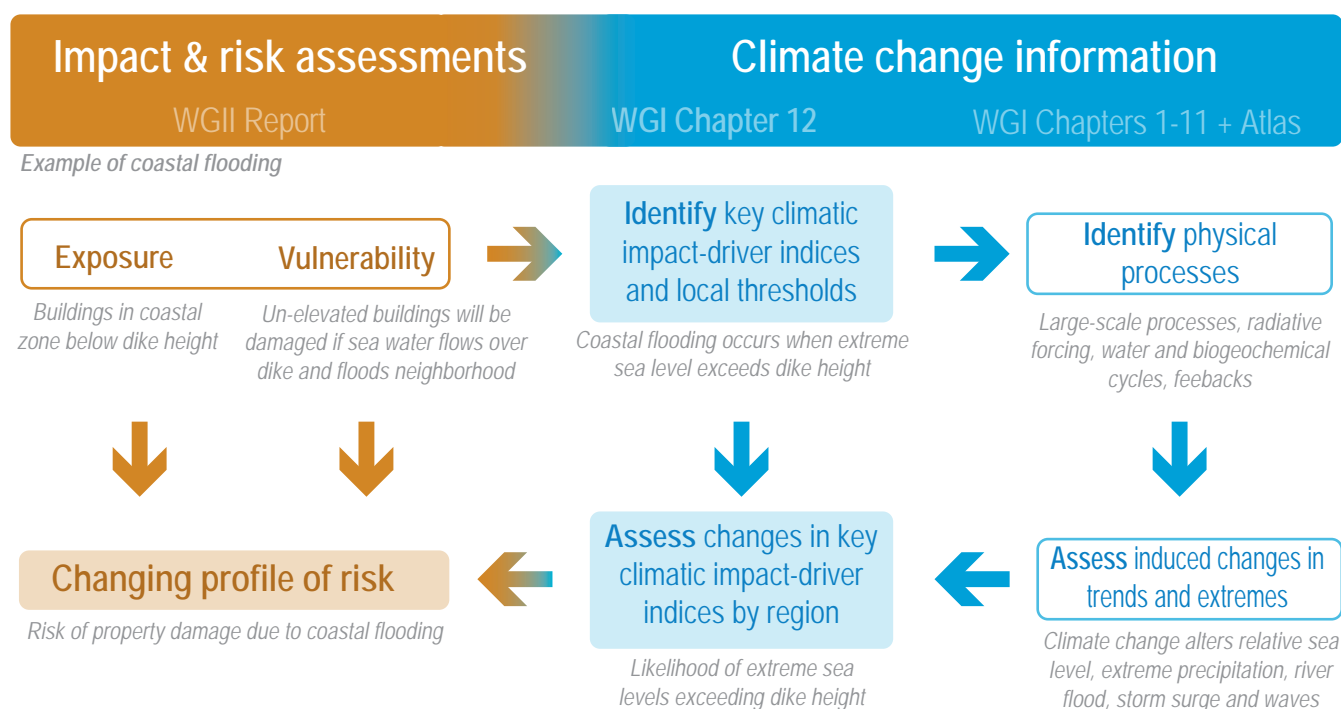 Impact & risk assessments
Climate change information
WGII Report
WGI Chapter 12
WGI Chapters 1-11 + Atlas
Example of coastal flooding
Exposure
Vulnerability
Buildings in coastal
zone below dike height
Un-elevated buildings will be
damaged if sea water flows over
dike and floods neighborhood
Identify key climatic
impact-driver indices
and local thresholds
Coastal flooding occurs when extreme
sea level exceeds dike height
Identify physical
processes
Large-scale processes, radiative
forcing, water and biogeochemical
cycles, feebacks
Changing profile of risk
Risk of property damage due to coastal flooding
Assess changes in key
climatic impact-driver
indices by region
Likelihood of extreme sea
levels exceeding dike height
Assess induced changes in
trends and extremes
Climate change alters relative sea
level, extreme precipitation, river
flood, storm surge and waves